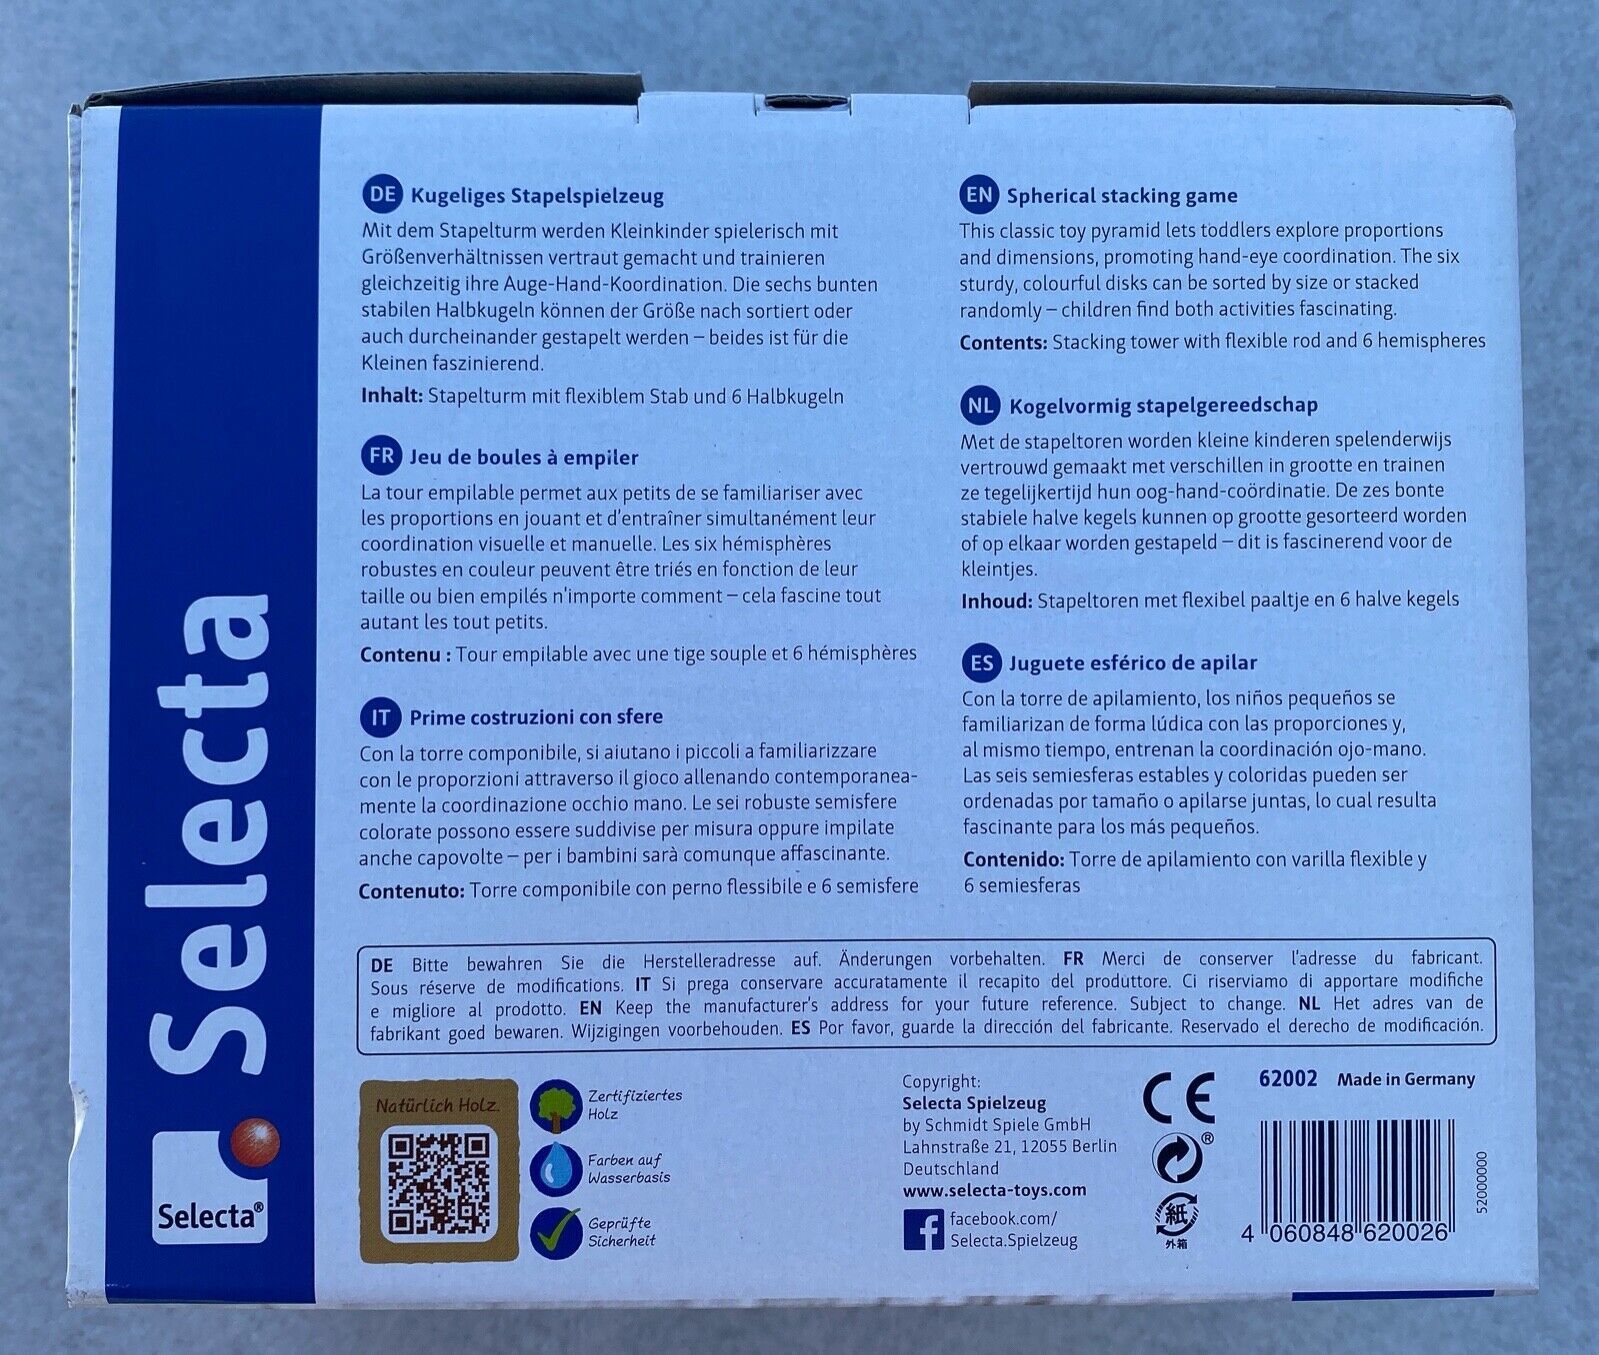 Selecta
Selecta®
DE Kugeliges Stapelspielzeug
Mit dem Stapelturm werden Kleinkinder spielerisch mit
Größenverhältnissen vertraut gemacht und trainieren
gleichzeitig ihre Auge-Hand-Koordination. Die sechs bunten
stabilen Halbkugeln können der Größe nach sortiert oder
auch durcheinander gestapelt werden – beides ist für die
Kleinen faszinierend.
Inhalt: Stapelturm mit flexiblem Stab und 6 Halbkugeln
FR Jeu de boules à empiler
La tour empilable permet aux petits de se familiariser avec
les proportions en jouant et d'entraîner simultanément leur
coordination visuelle et manuelle. Les six hémisphères
robustes en couleur peuvent être triés en fonction de leur
taille ou bien empilés n'importe comment – cela fascine tout
autant les tout petits.
Contenu : Tour empilable avec une tige souple et 6 hémisphères
IT Prime costruzioni con sfere
Con la torre componibile, si aiutano i piccoli a familiarizzare
con le proporzioni attraverso il gioco allenando contemporanea-
mente la coordinazione occhio mano. Le sei robuste semisfere
colorate possono essere suddivise per misura oppure impilate
anche capovolte – per i bambini sarà comunque affascinante.
Contenuto: Torre componibile con perno flessibile e 6 semisfere
EN Spherical stacking game
This classic toy pyramid lets toddlers explore proportions
and dimensions, promoting hand-eye coordination. The six
sturdy, colourful disks can be sorted by size or stacked
randomly – children find both activities fascinating.
Contents: Stacking tower with flexible rod and 6 hemispheres
NL Kogelvormig stapelgereedschap
Met de stapeltoren worden kleine kinderen spelenderwijs
vertrouwd gemaakt met verschillen in grootte en trainen
ze tegelijkertijd hun oog-hand-coördinatie. De zes bonte
stabiele halve kegels kunnen op grootte gesorteerd worden
of op elkaar worden gestapeld – dit is fascinerend voor de
kleintjes.
Inhoud: Stapeltoren met flexibel paaltje en 6 halve kegels
ES Juguete esférico de apilar
Con la torre de apilamiento, los niños pequeños se
familiarizan de forma lúdica con las proporciones y,
al mismo tiempo, entrenan la coordinación ojo-mano.
Las seis semiesferas estables y coloridas pueden ser
ordenadas por tamaño o apilarse juntas, lo cual resulta
fascinante para los más pequeños.
Contenido: Torre de apilamiento con varilla flexible y
6 semiesferas
DE Bitte bewahren Sie die Herstelleradresse auf. Änderungen vorbehalten. FR Merci de conserver l'adresse du fabricant.
Sous réserve de modifications. IT Si prega conservare accuratamente il recapito del produttore. Ci riserviamo di apportare modifiche
e migliore al prodotto. EN Keep the manufacturer's address for your future reference. Subject to change. NL Het adres van de
fabrikant goed bewaren. Wijzigingen voorbehouden. ES Por favor, guarde la dirección del fabricante. Reservado el derecho de modificación.
Natürlich Holz.
Zertifiziertes
Holz
Farben auf
Wasserbasis
Geprüfte
Sicherheit
Copyright:
Selecta Spielzeug
by Schmidt Spiele GmbH
Lahnstraße 21, 12055 Berlin
Deutschland
www.selecta-toys.com
facebook.com/
Selecta.Spielzeug
CE
®
紙
外箱
62002 Made in Germany
52000000
4 060848 620026